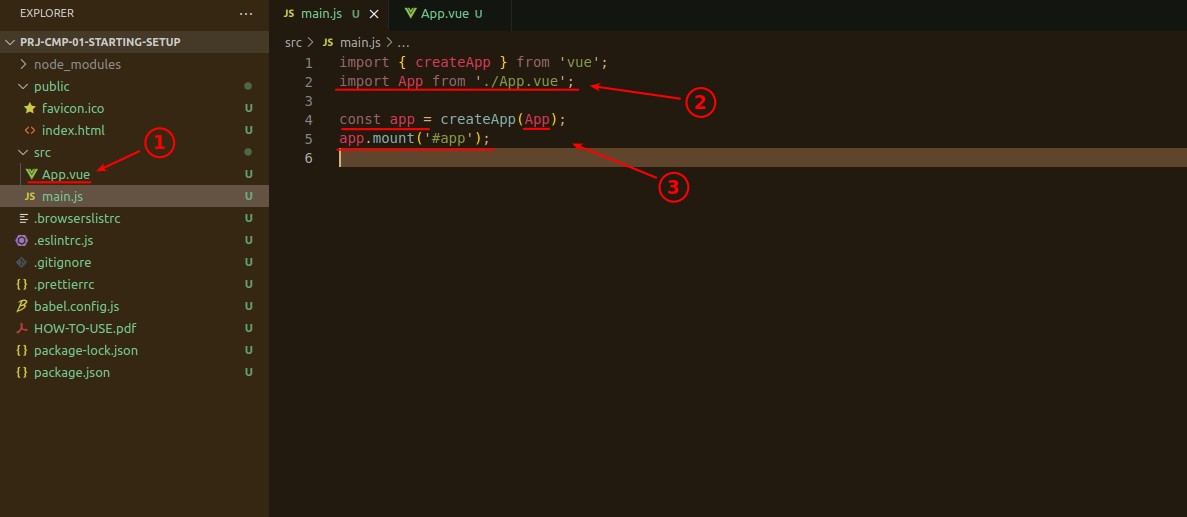 EXPLORER ...
PRJ-CMP-01-STARTING-SETUP
node_modules
public
favicon.ico U
index.html U
src
App.vue U
JS main.js U
.browserslistrc U
.eslintrc.js U
.gitignore U
{} .prettierrc U
babel.config.js U
HOW-TO-USE.pdf U
{} package-lock.json U
{} package.json U
1
JS main.js U × App.vue U
src > JS main.js > ...
1 import { createApp } from 'vue';
2 import App from './App.vue';
3
4 const app = createApp(App);
5 app.mount('#app');
6
2
3